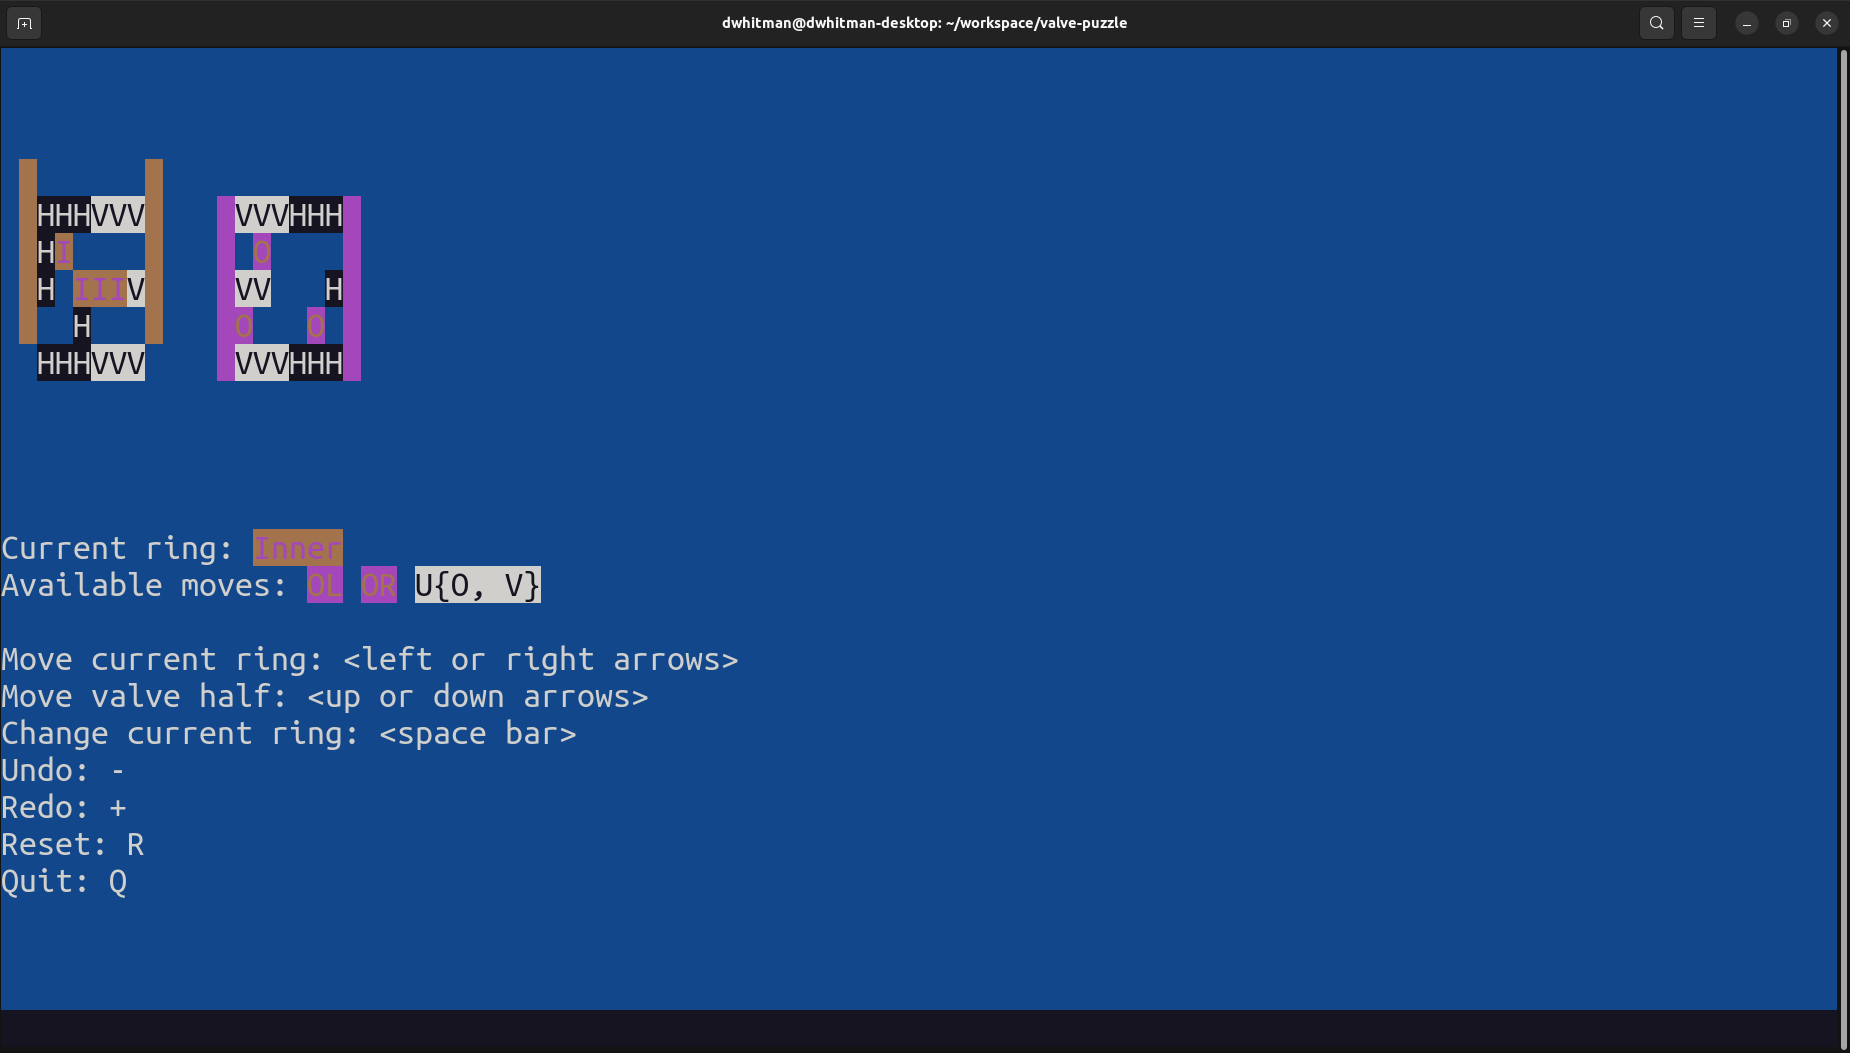 dwhitman@dwhitman-desktop: ~/workspace/valve-puzzle
HHHVVV VVVHHH
HI O
H IIIV VV H
H O O
HHHVVV VVVHHH
Current ring: Inner
Available moves: OL OR U{O, V}
Move current ring: <left or right arrows>
Move valve half: <up or down arrows>
Change current ring: <space bar>
Undo: -
Redo: +
Reset: R
Quit: Q